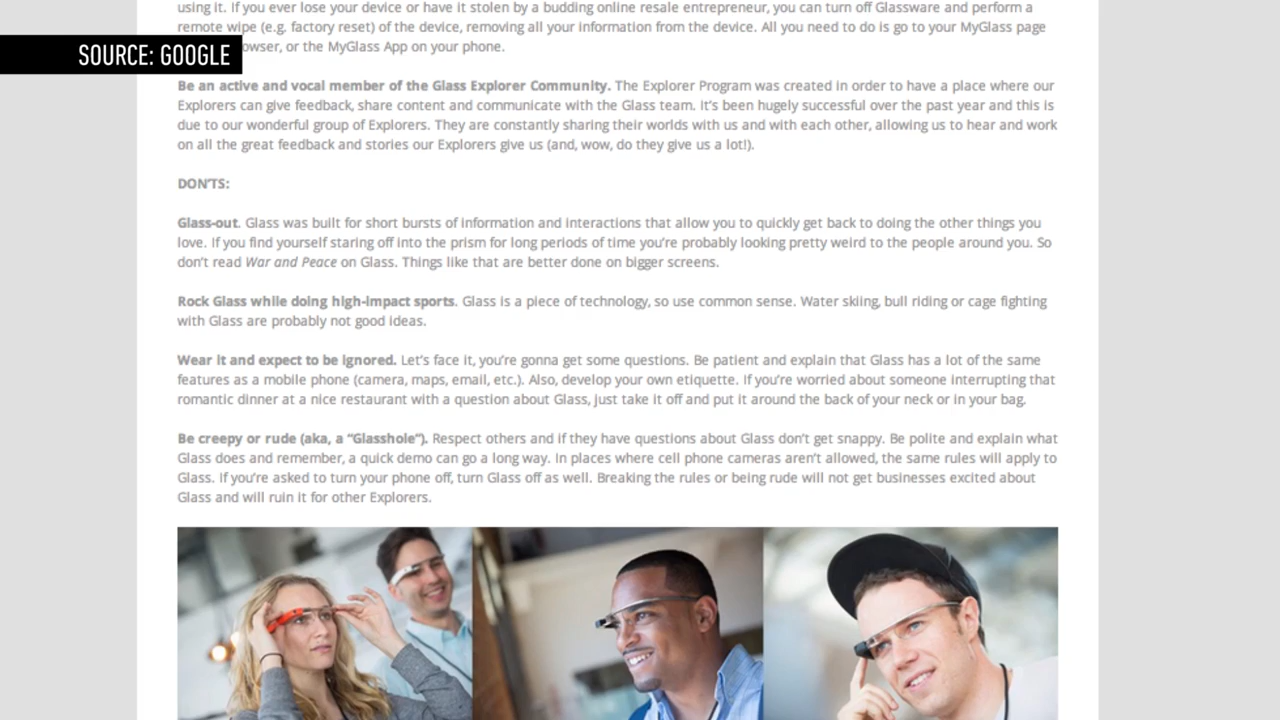 using it. If you ever lose your device or have it stolen by a budding online resale entrepreneur, you can turn off Glassware and perform a
remote wipe (e.g. factory reset) of the device, removing all your information from the device. All you need to do is go to your MyGlass page
SOURCE: GOOGLE
or the MyGlass App on your phone.
Be an active and vocal member of the Glass Explorer Community. The Explorer Program was created in order to have a place where our
Explorers can give feedback, share content and communicate with the Glass team. It's been hugely successful over the past year and this is
due to our wonderful group of Explorers. They are constantly sharing their worlds with us and with each other, allowing us to hear and work
on all the great feedback and stories our Explorers give us (and, wow, do they give us a lot!).
DON'TS:
Glass-out. Glass was built for short bursts of information and interactions that allow you to quickly get back to doing the other things you
love. If you find yourself staring off into the prism for long periods of time you're probably looking pretty weird to the people around you. So
don't read War and Peace on Glass. Things like that are better done on bigger screens.
Rock Glass while doing high-impact sports. Glass is a piece of technology, so use common sense. Water skiing, bull riding or cage fighting
with Glass are probably not good ideas.
Wear it and expect to be ignored. Let's face it, you're gonna get some questions. Be patient and explain that Glass has a lot of the same
features as a mobile phone (camera, maps, email, etc.). Also, develop your own etiquette. If you're worried about someone interrupting that
romantic dinner at a nice restaurant with a question about Glass, just take it off and put it around the back of your neck or in your bag.
Be creepy or rude (aka, a "Glasshole"). Respect others and if they have questions about Glass don't get snappy. Be polite and explain what
Glass does and remember, a quick demo can go a long way. In places where cell phone cameras aren't allowed, the same rules will apply to
Glass. If you're asked to turn your phone off, turn Glass off as well. Breaking the rules or being rude will not get businesses excited about
Glass and will ruin it for other Explorers.